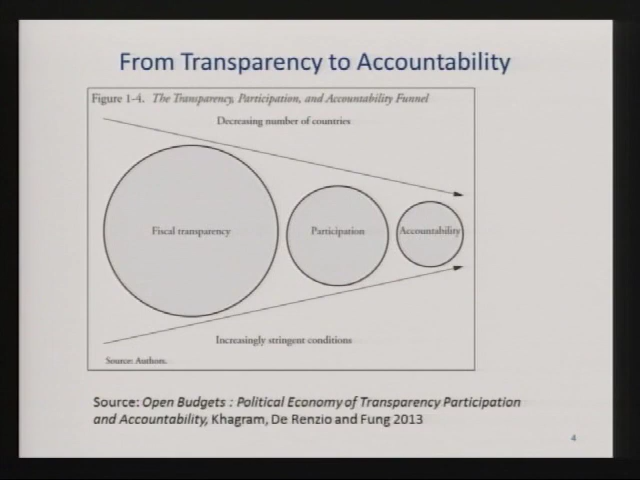 From Transparency to Accountability
Figure 1-4. The Transparency, Participation, and Accountability Funnel
Decreasing number of countries
Fiscal transparency
Participation
Accountability
Increasingly stringent conditions
Source: Authors.
Source: Open Budgets : Political Economy of Transparency Participation
and Accountability, Khagram, De Renzio and Fung 2013
4